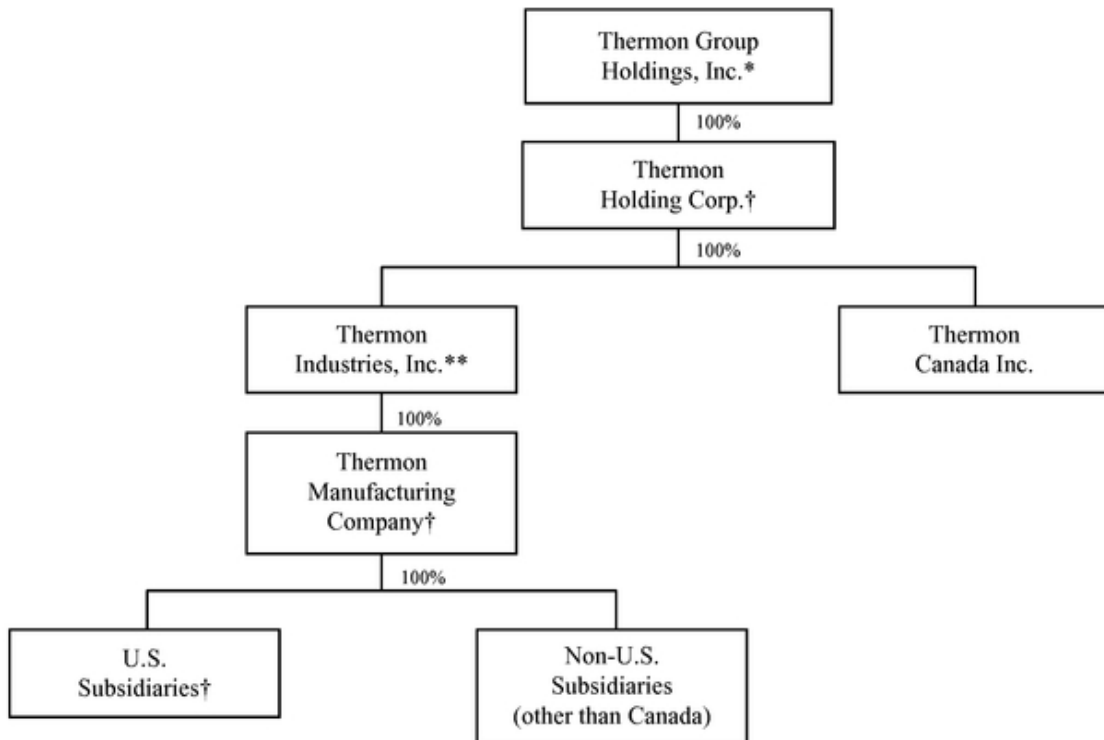 Thermon Group
Holdings, Inc.*
100%
Thermon
Holding Corp.†
100%
Thermon
Industries, Inc.**
Thermon
Canada Inc.
100%
Thermon
Manufacturing
Company†
100%
U.S.
Subsidiaries†
Non-U.S.
Subsidiaries
(other than Canada)